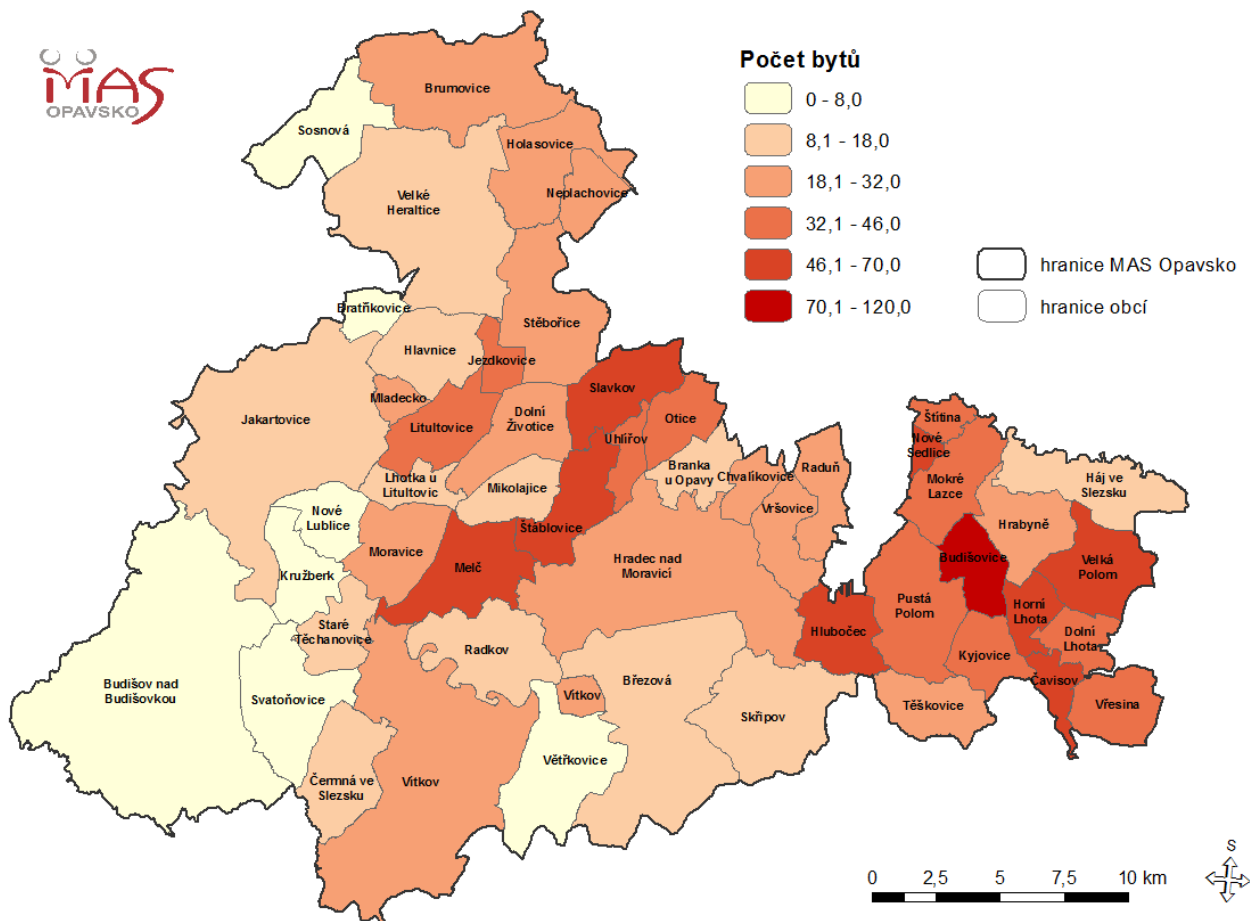 MAS
OPAVSKO
Počet bytů
0 - 8,0
8,1 - 18,0
18,1 - 32,0
32,1 - 46,0
46,1 - 70,0
70,1 - 120,0
hranice MAS Opavsko
hranice obcí
Brumovice
Sosnová
Holasovice
Neplachovice
Velké
Heraltice
Bratříkovice
Stěbořice
Hlavnice
Jezdkovice
Slavkov
Mladecko
Jakartovice
Litultovice
Dolní
Životice
Otice
Uhlířov
Štítina
Nové
Sedlice
Lhotka u
Litultovic
Mikolajice
Branka
u Opavy
Chvalíkovice
Raduň
Mokré
Lazce
Háj ve
Slezsku
Vršovice
Hrabyně
Nové
Lublice
Štáblovice
Moravice
Melč
Hradec nad
Moravicí
Budišovice
Velká
Polom
Kružberk
Pustá
Polom
Horní
Lhota
Staré
Těchanovice
Radkov
Hlubočec
Dolní
Lhota
Kyjovice
Budišov nad
Budišovkou
Svatoňovice
Březová
Vítkov
Čavisov
Těškovice
Vřesina
Skřipov
Větřkovice
Čermná ve
Slezsku
Vítkov
S
0 2,5 5 7,5 10 km